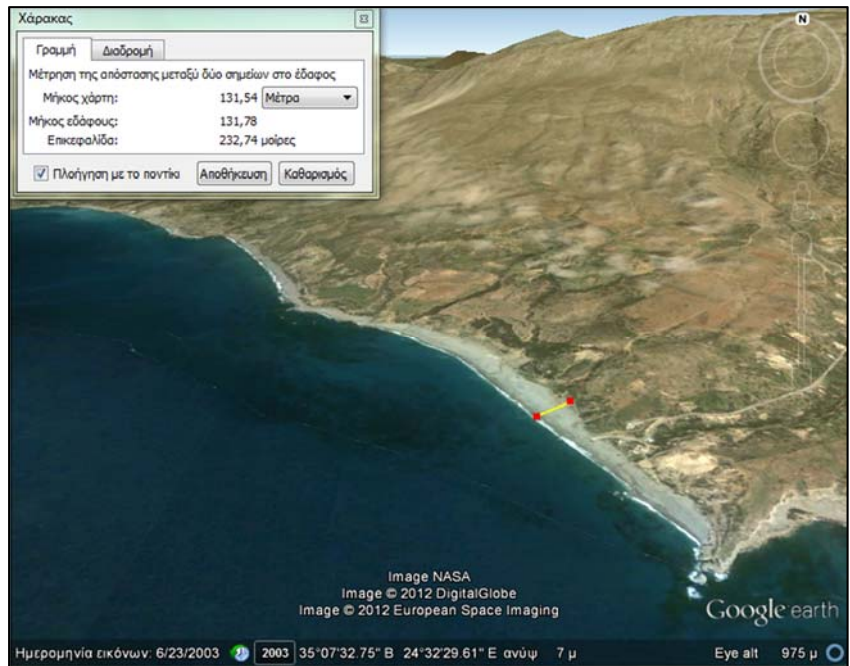 Χάρακας
Γραμμή Διαδρομή
Μέτρηση της απόστασης μεταξύ δύο σημείων στο έδαφος
Μήκος χάρτη: 131,54 Μέτρα
Μήκος εδάφους: 131,78
Επικεφαλίδα: 232,74 μοίρες
Πλοήγηση με το ποντίκι Αποθήκευση Καθαρισμός
N
Image NASA
Image © 2012 DigitalGlobe
Image © 2012 European Space Imaging
Google earth
Ημερομηνία εικόνων: 6/23/2003 2003 35°07'32.75" Β 24°32'29.61" Ε ανύψ 7 μ Eye alt 975 μ